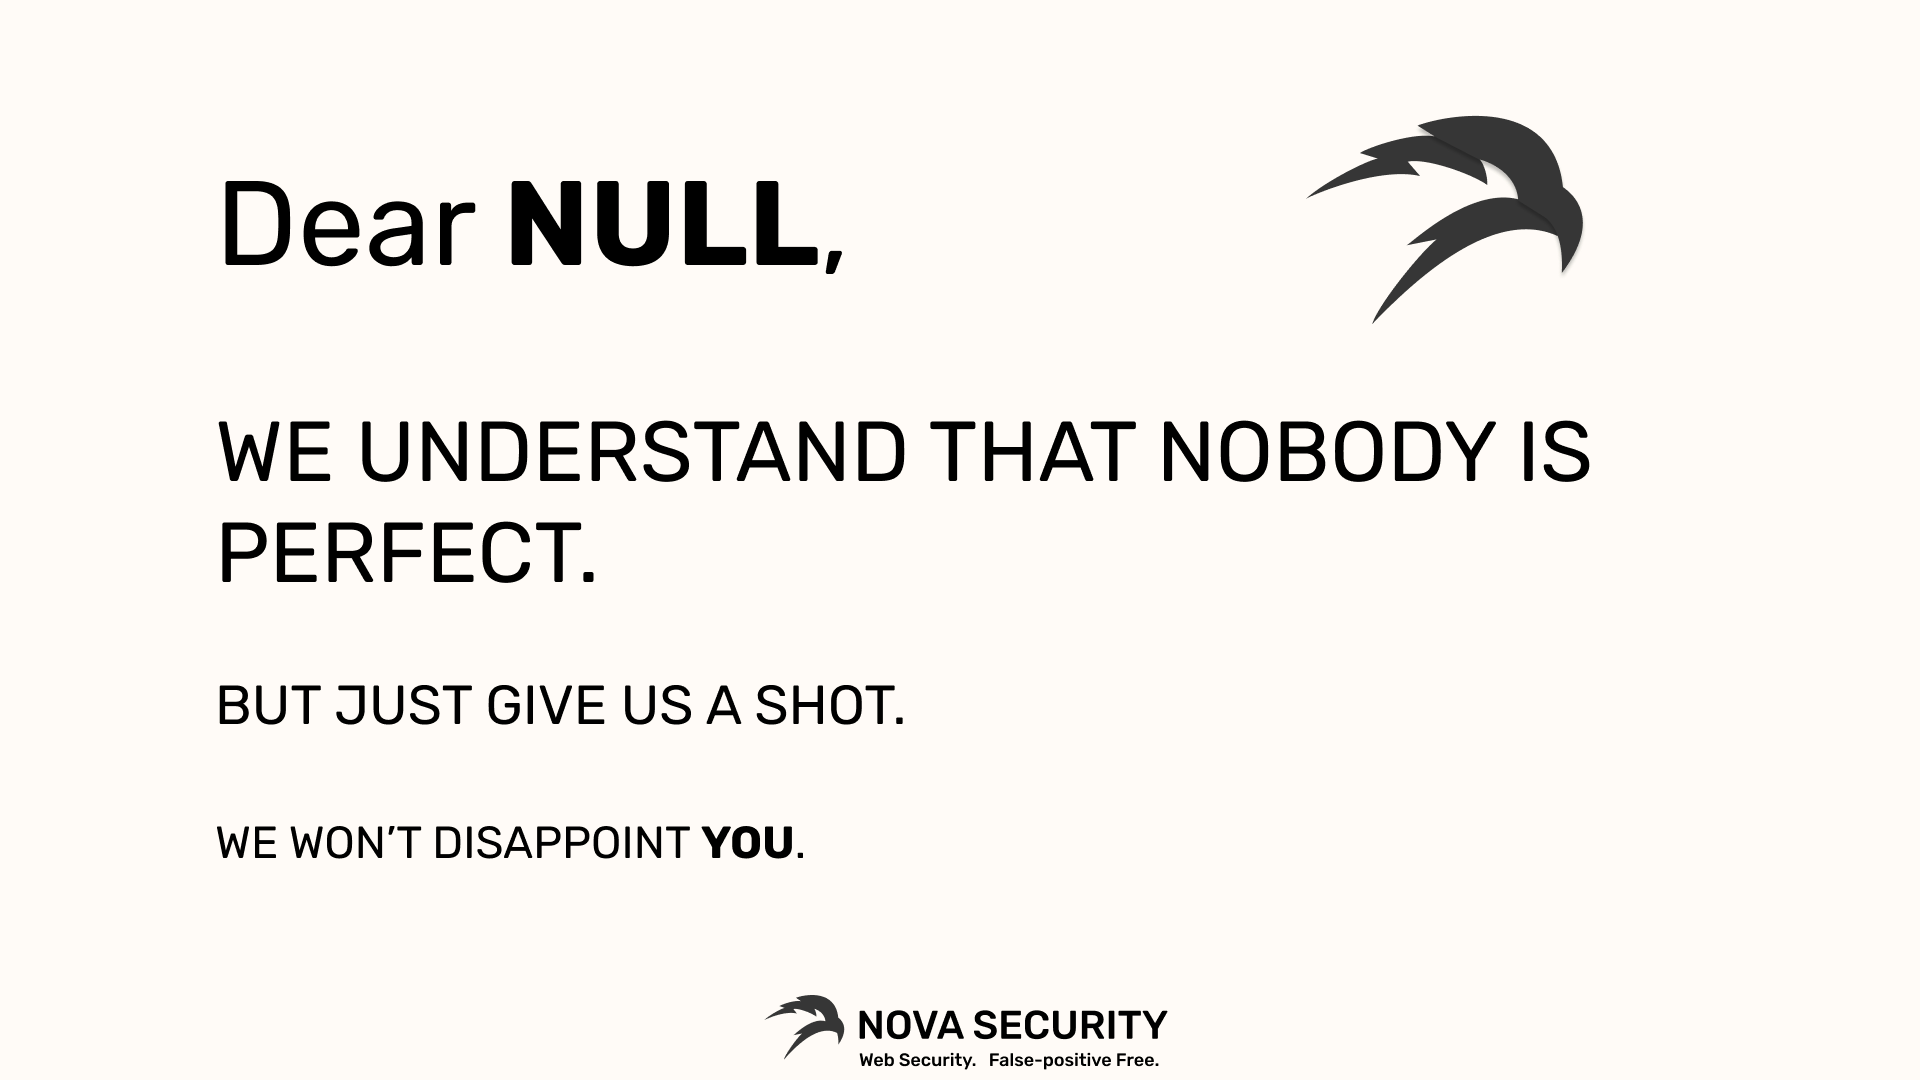 Dear NULL,
WE UNDERSTAND THAT NOBODY IS
PERFECT.
BUT JUST GIVE US A SHOT.
WE WON’T DISAPPOINT YOU.
NOVA SECURITY
Web Security. False-positive Free.